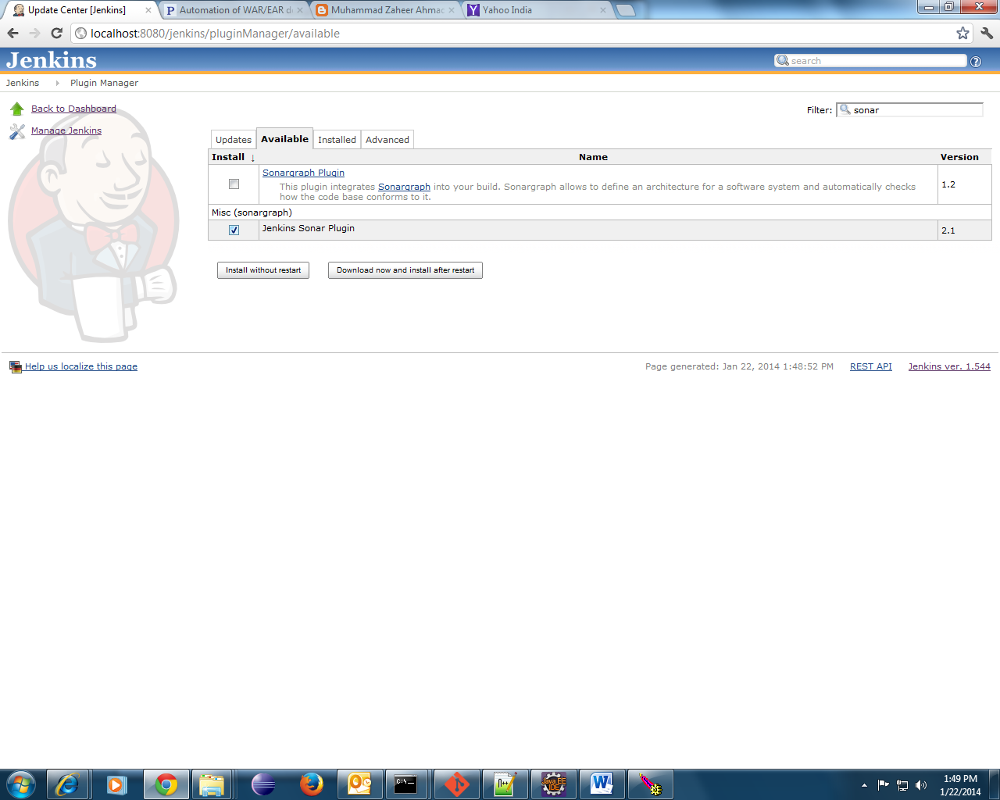 Update Center [Jenkins]
Automation of WAR/EAR d
Muhammad Zaheer Ahmad
Yahoo India
localhost:8080/jenkins/pluginManager/available
Jenkins
search
Jenkins
Plugin Manager
Back to Dashboard
Manage Jenkins
Filter: sonar
Updates
Available
Installed
Advanced
Install ↓
Name
Version
Sonargraph Plugin
This plugin integrates Sonargraph into your build. Sonargraph allows to define an architecture for a software system and automatically checks
how the code base conforms to it.
1.2
Misc (sonargraph)
Jenkins Sonar Plugin
2.1
Install without restart
Download now and install after restart
Help us localize this page
Page generated: Jan 22, 2014 1:48:52 PM
REST API
Jenkins ver. 1.544
C:\.
Java EE
IDE
1:49 PM
1/22/2014